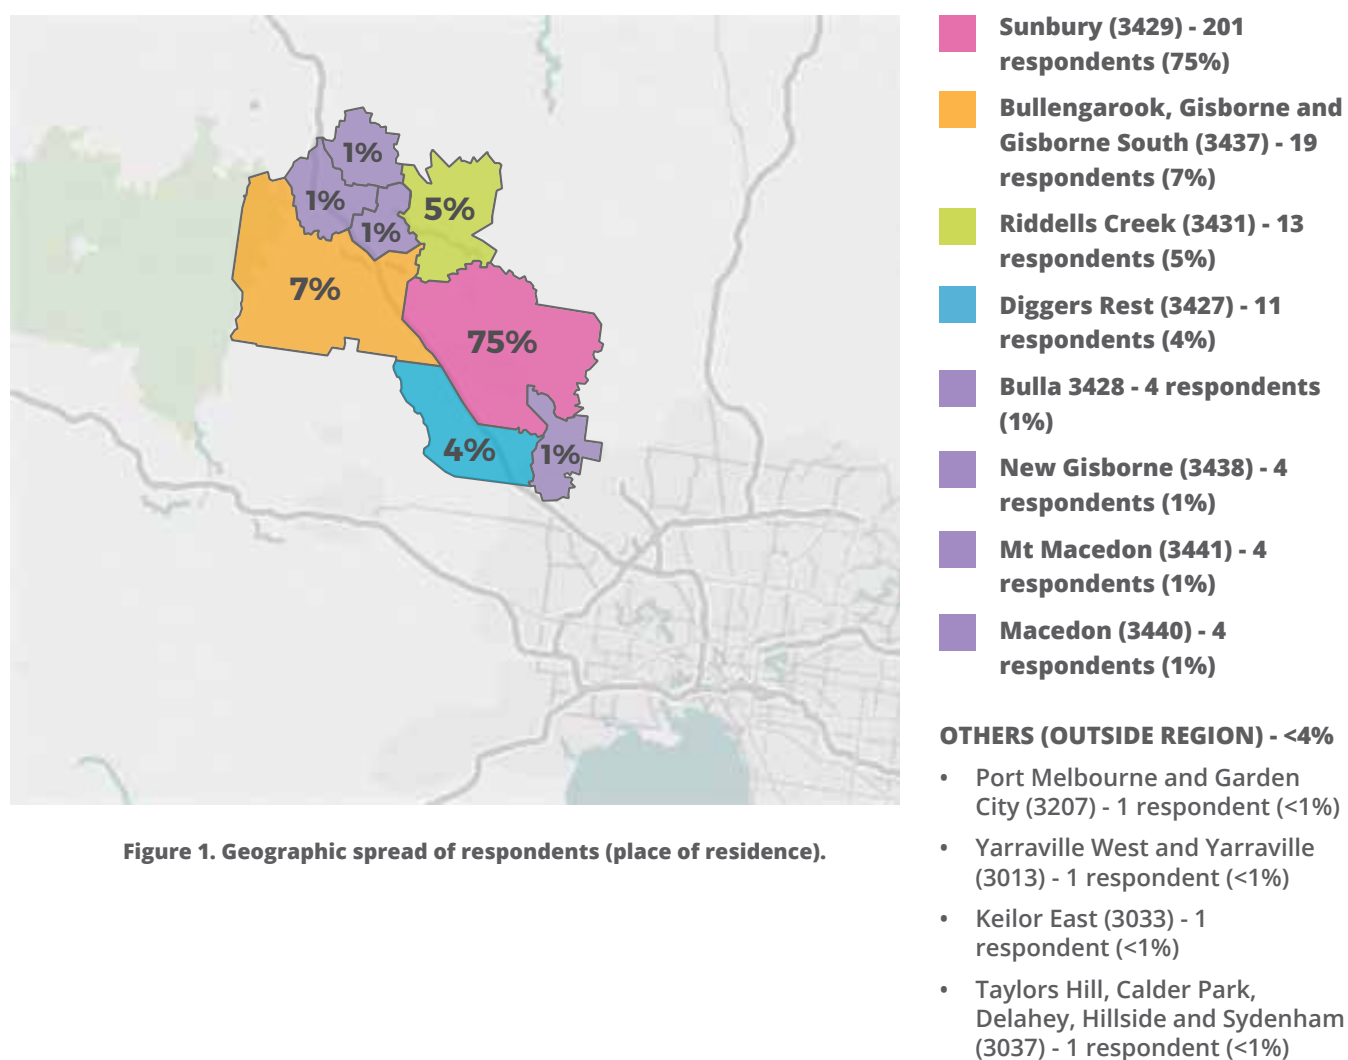 1%
1%
5%
1%
7%
75%
4%
1%
Figure 1. Geographic spread of respondents (place of residence).
Sunbury (3429) - 201
respondents (75%)
Bullengarook, Gisborne and
Gisborne South (3437) - 19
respondents (7%)
Riddells Creek (3431) - 13
respondents (5%)
Diggers Rest (3427) - 11
respondents (4%)
Bulla 3428 - 4 respondents
(1%)
New Gisborne (3438) - 4
respondents (1%)
Mt Macedon (3441) - 4
respondents (1%)
Macedon (3440) - 4
respondents (1%)
OTHERS (OUTSIDE REGION) - <4%
• Port Melbourne and Garden
City (3207) - 1 respondent (<1%)
• Yarraville West and Yarraville
(3013) - 1 respondent (<1%)
• Keilor East (3033) - 1
respondent (<1%)
• Taylors Hill, Calder Park,
Delahey, Hillside and Sydenham
(3037) - 1 respondent (<1%)